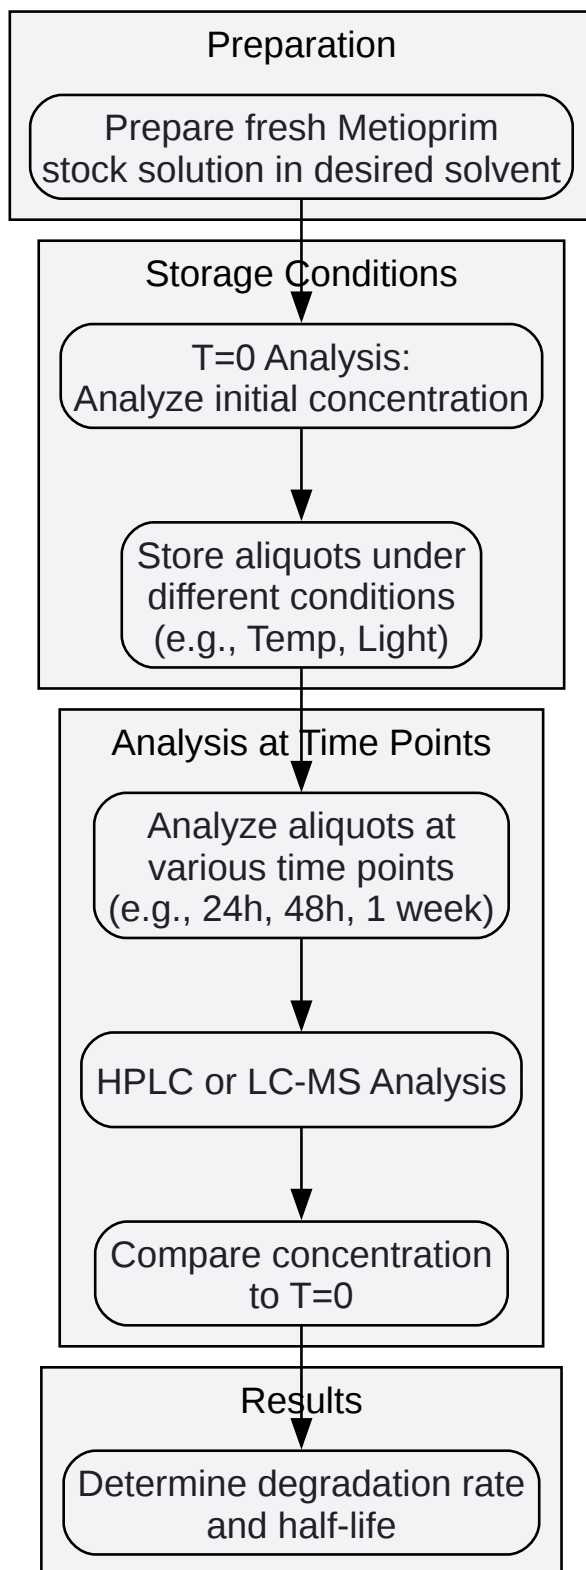 Preparation
Prepare fresh Metioprim
stock solution in desired solvent
Storage Conditions
T=0 Analysis:
Analyze initial concentration
Store aliquots under
different conditions
(e.g., Temp, Light)
Analysis at Time Points
Analyze aliquots at
various time points
(e.g., 24h, 48h, 1 week)
HPLC or LC-MS Analysis
Compare concentration
to T=0
Results
Determine degradation rate
and half-life